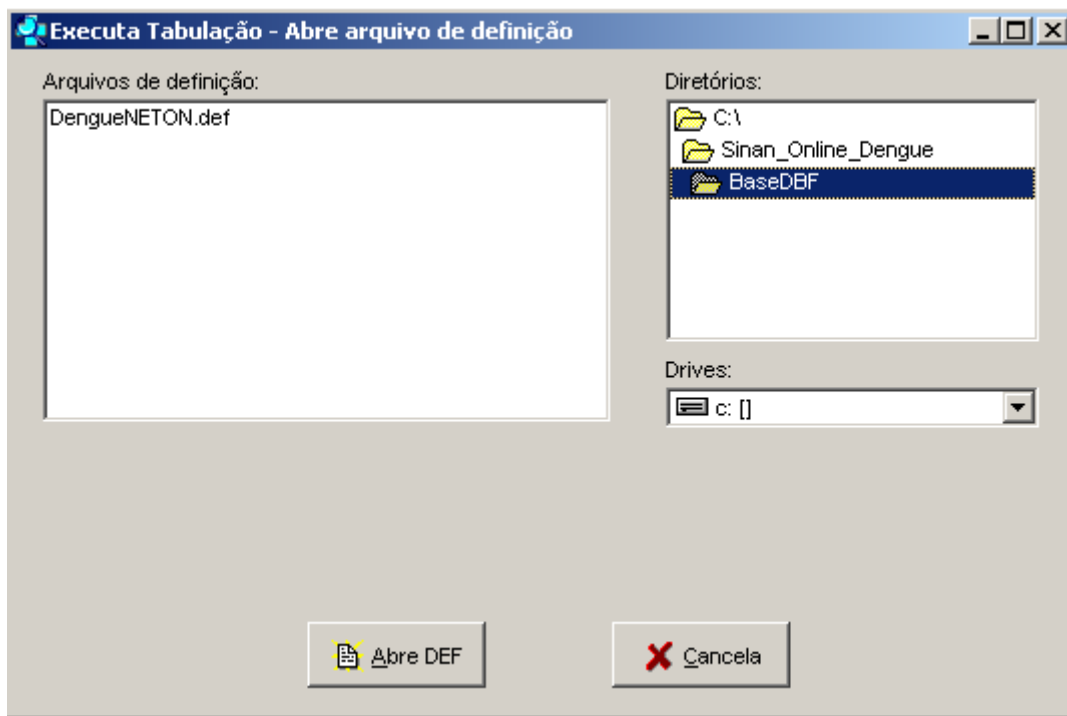 Executa Tabulação - Abre arquivo de definição
Arquivos de definição:
DengueNETON.def
Diretórios:
C:\
Sinan_Online_Dengue
BaseDBF
Drives:
c: []
Abre DEF
Cancela